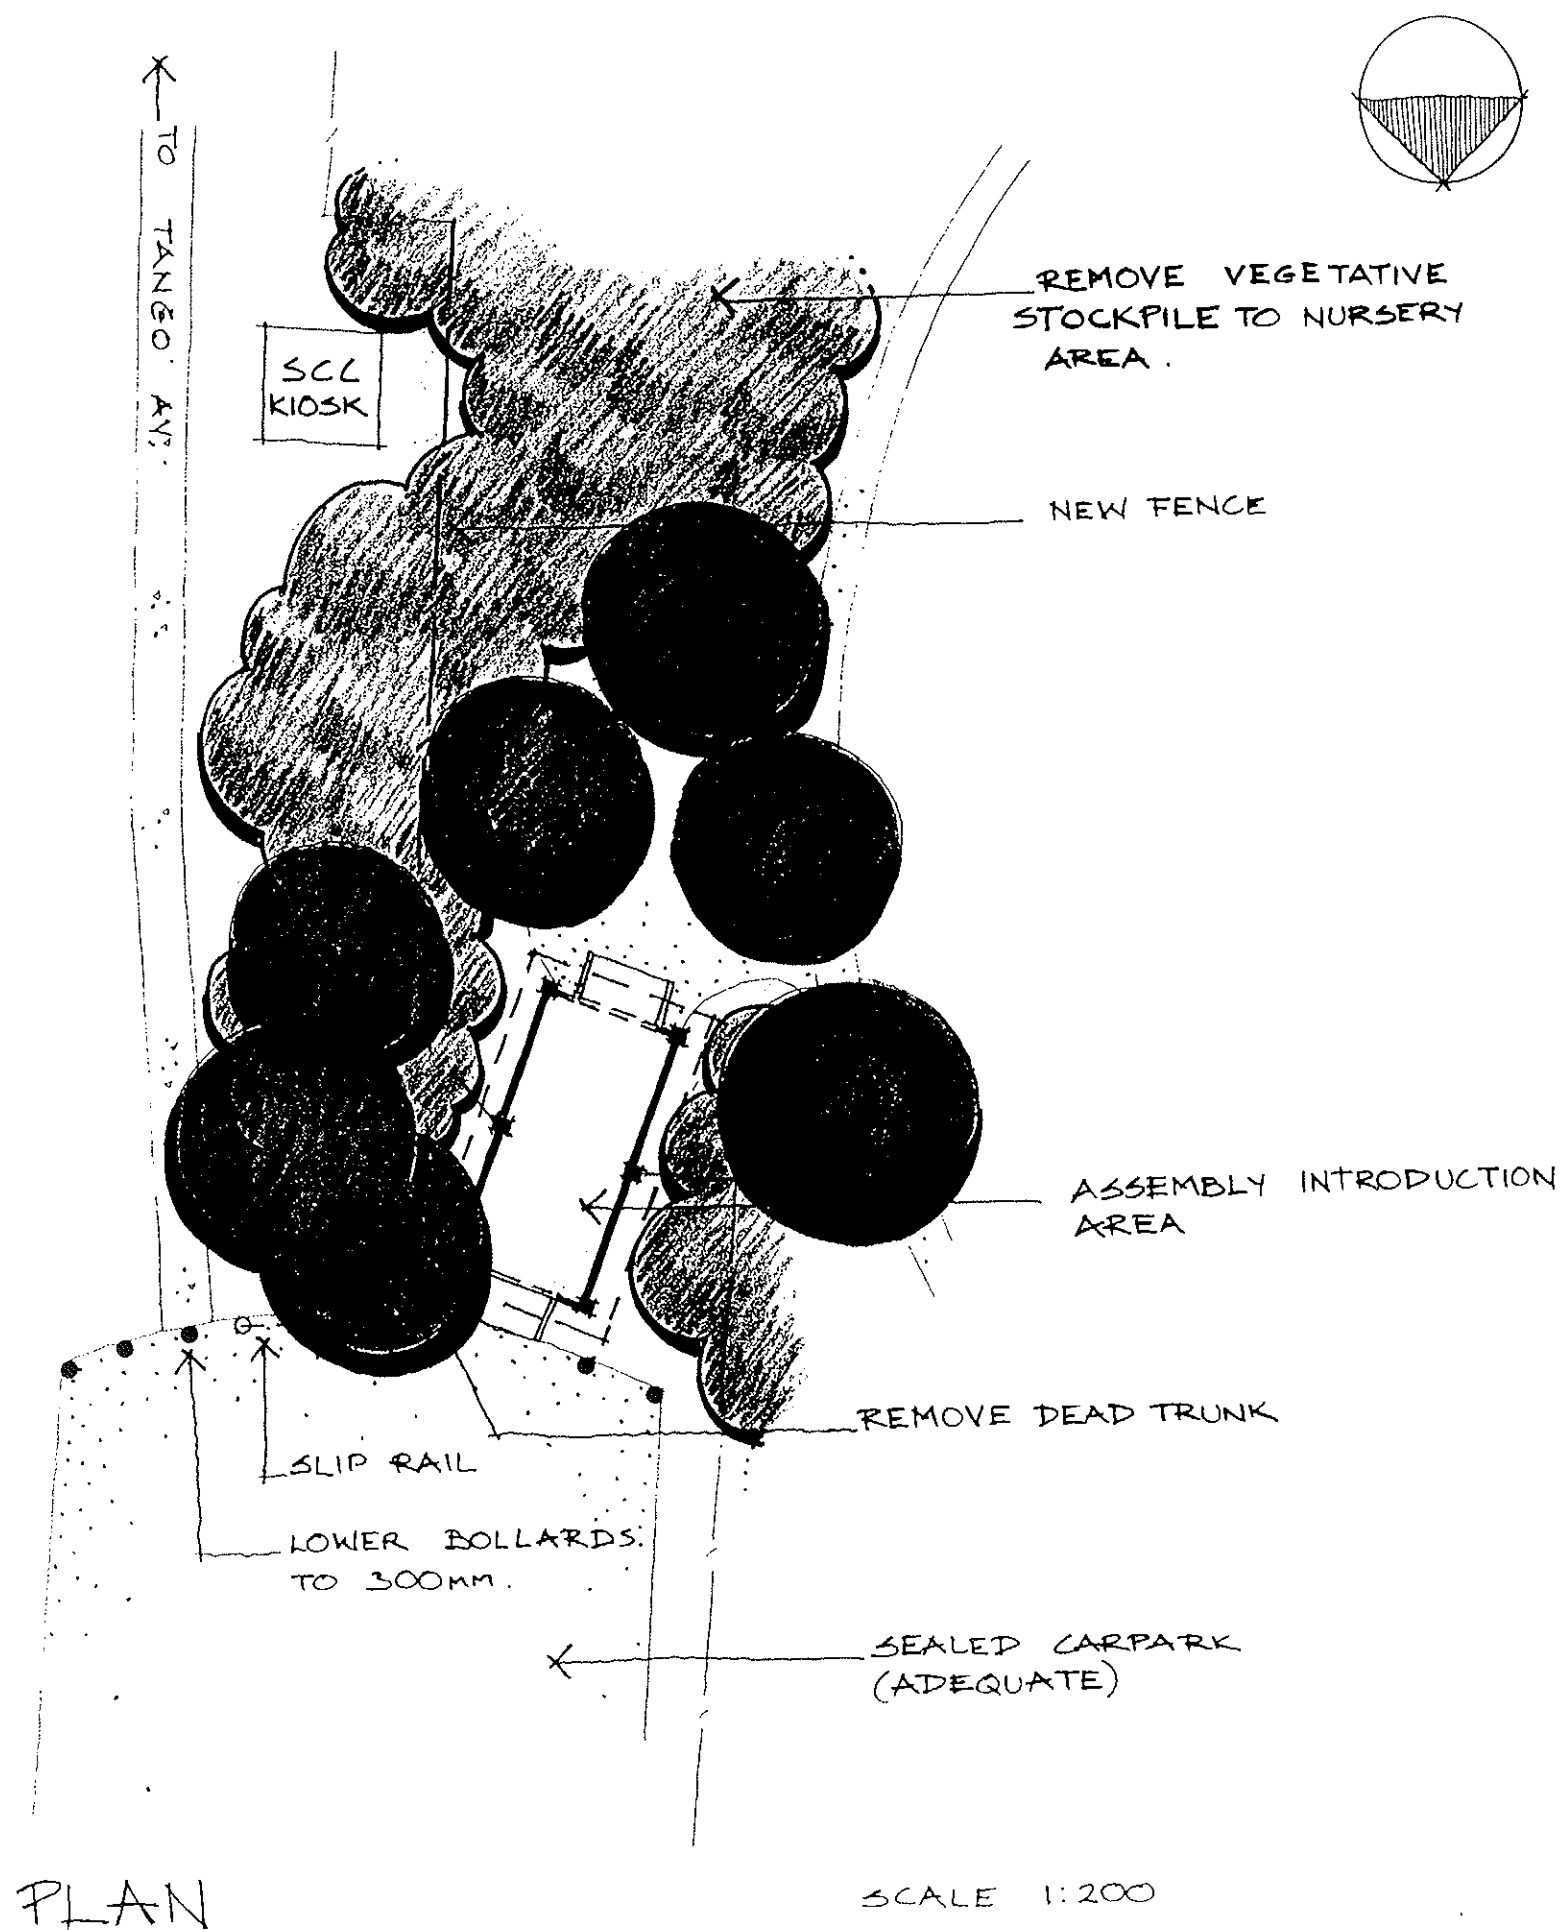 TO TANGO AV.
REMOVE VEGETATIVE
STOCKPILE TO NURSERY
AREA.
SCL
KIOSK
NEW FENCE
ASSEMBLY INTRODUCTION
AREA
REMOVE DEAD TRUNK
SLIP RAIL
LOWER BOLLARDS
TO 300MM.
SEALED CARPARK
(ADEQUATE)
PLAN
SCALE 1:200